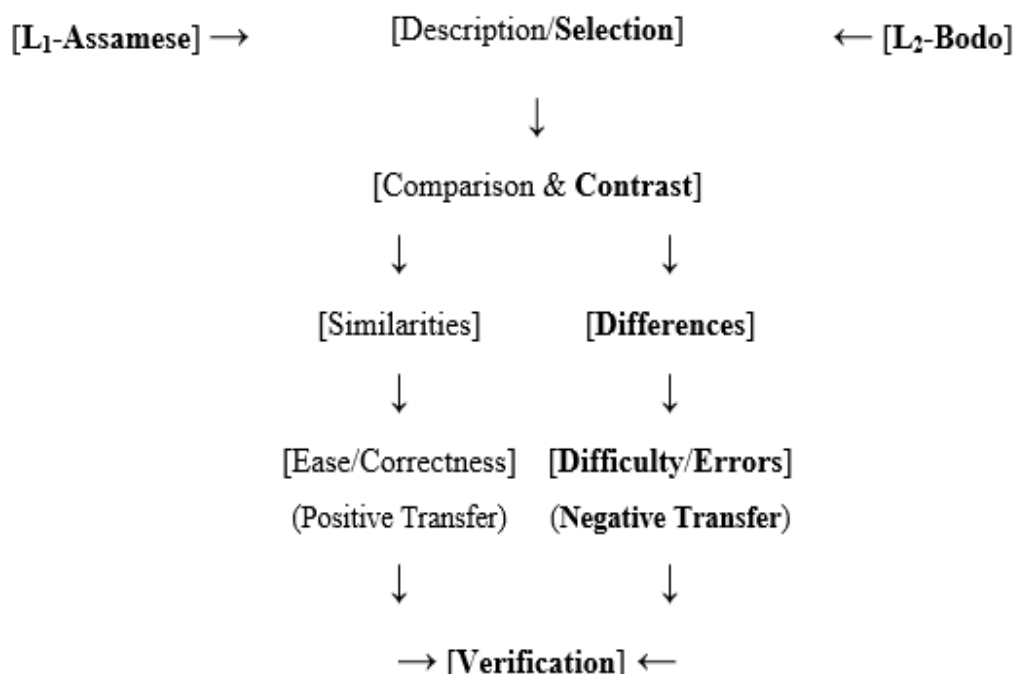 [L₁-Assamese] → [Description/Selection] ← [L₂-Bodo]
↓
[Comparison & Contrast]
↓ ↓
[Similarities] [Differences]
↓ ↓
[Ease/Correctness] [Difficulty/Errors]
(Positive Transfer) (Negative Transfer)
↓ ↓
→ [Verification] ←